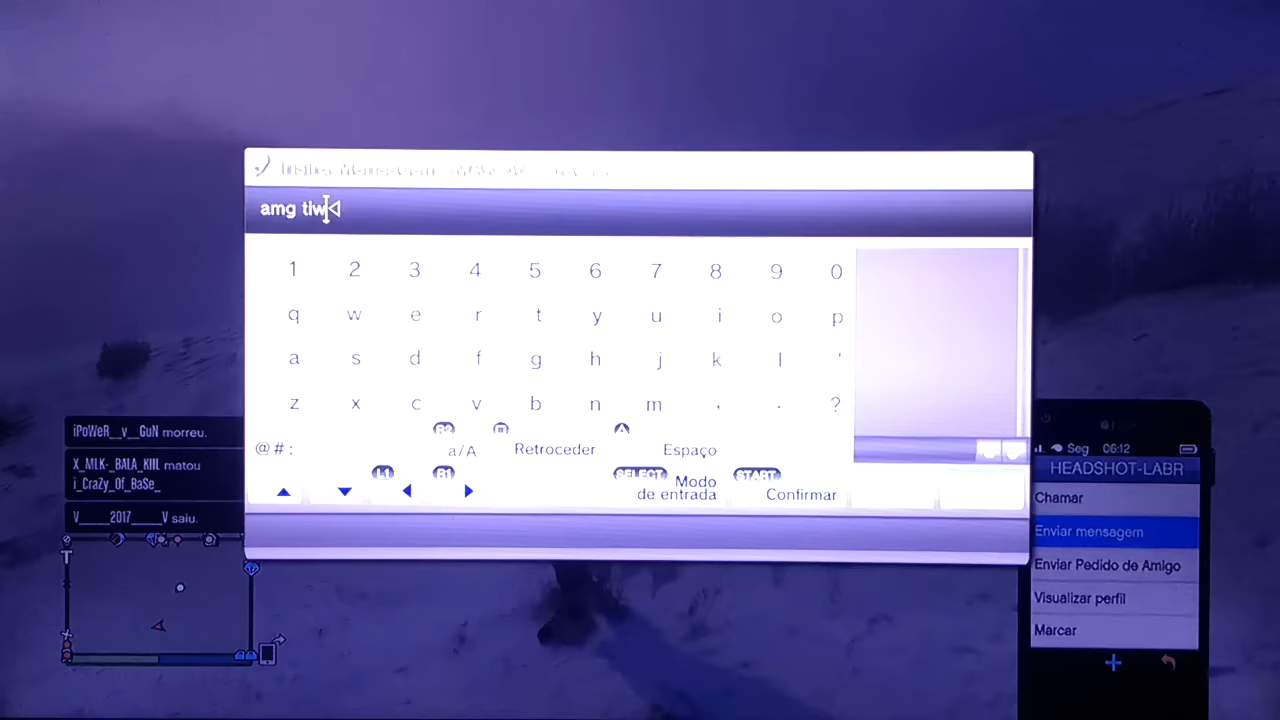 amg tiw
1 2 3 4 5 6 7 8 9 0
q w e r t y u i o p
a s d f g h j k l '
z x c v b n m , . ?
R2
@#: a/A Retroceder Espaço
L1 R1 SELECT Modo de entrada START Confirmar
iPoWeR__v__GuN morreu.
X_MLK-_BALA_KIIL matou
i_CraZy_Of_BaSe_
V_____2017_____V saiu.
T
Seg 06:12
HEADSHOT-LABR
Chamar
Enviar mensagem
Enviar Pedido de Amigo
Visualizar perfil
Marcar